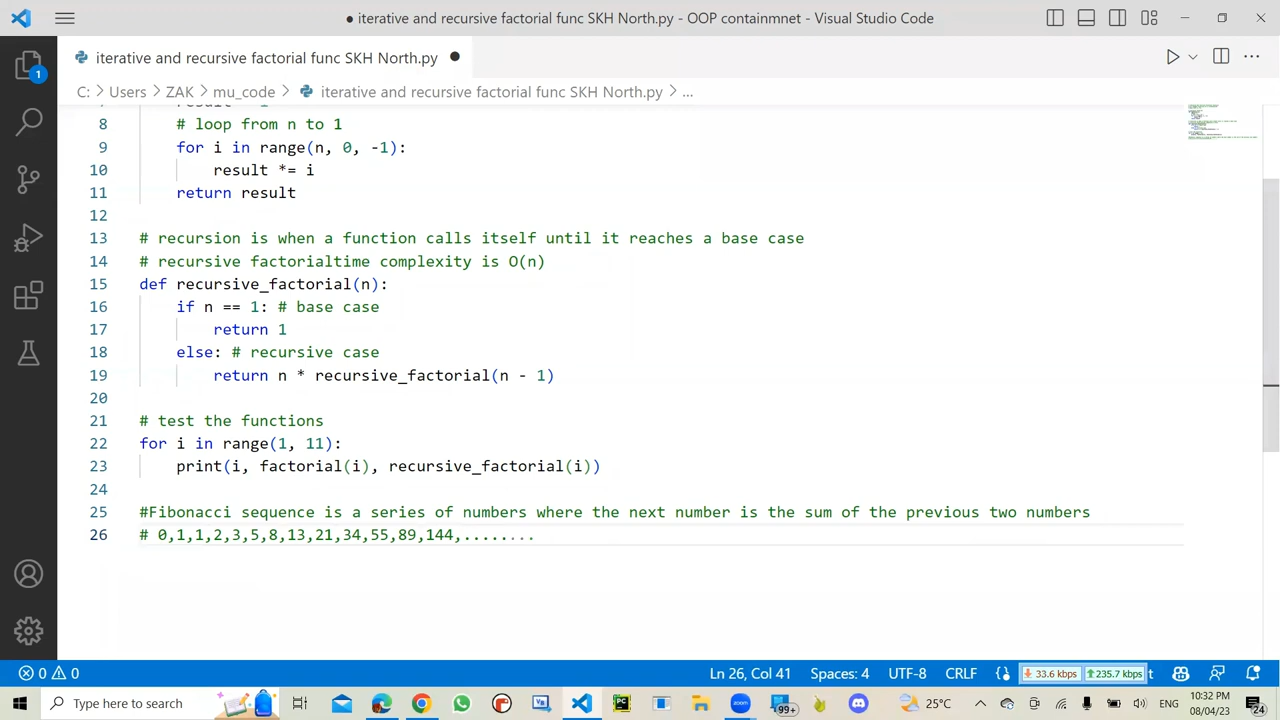 ● iterative and recursive factorial func SKH North.py - OOP containmnet - Visual Studio Code
iterative and recursive factorial func SKH North.py ●
C: > Users > ZAK > mu_code > iterative and recursive factorial func SKH North.py > ...
8 # loop from n to 1
9 for i in range(n, 0, -1):
10 result *= i
11 return result
12
13 # recursion is when a function calls itself until it reaches a base case
14 # recursive factorialtime complexity is O(n)
15 def recursive_factorial(n):
16 if n == 1: # base case
17 return 1
18 else: # recursive case
19 return n * recursive_factorial(n - 1)
20
21 # test the functions
22 for i in range(1, 11):
23 print(i, factorial(i), recursive_factorial(i))
24
25 #Fibonacci sequence is a series of numbers where the next number is the sum of the previous two numbers
26 # 0,1,1,2,3,5,8,13,21,34,55,89,144,........
1
0 0 Ln 26, Col 41 Spaces: 4 UTF-8 CRLF {} 33.6 kbps 235.7 kbps t
Type here to search 99+ 25°C 10:32 PM
08/04/23 24